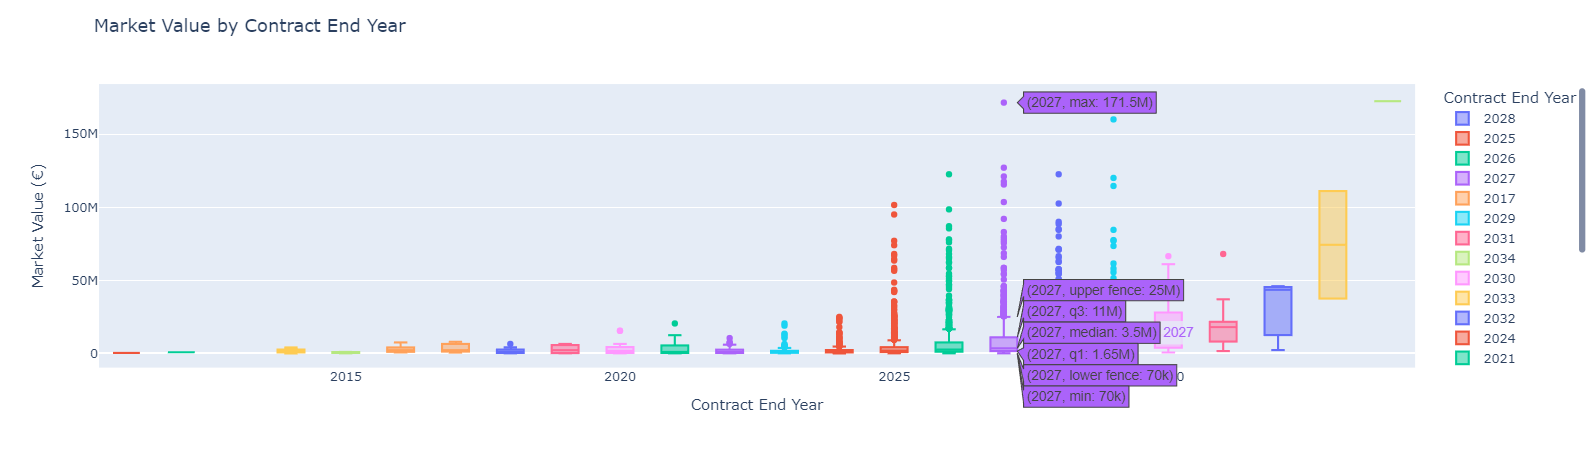 Market Value by Contract End Year
Market Value (€)
150M
100M
50M
0
2015
2020
2025
0
Contract End Year
(2027, max: 171.5M)
(2027, upper fence: 25M)
(2027, q3: 11M)
(2027, median: 3.5M)
2027
(2027, q1: 1.65M)
(2027, lower fence: 70k)
(2027, min: 70k)
Contract End Year
2028
2025
2026
2027
2017
2029
2031
2034
2030
2033
2032
2024
2021